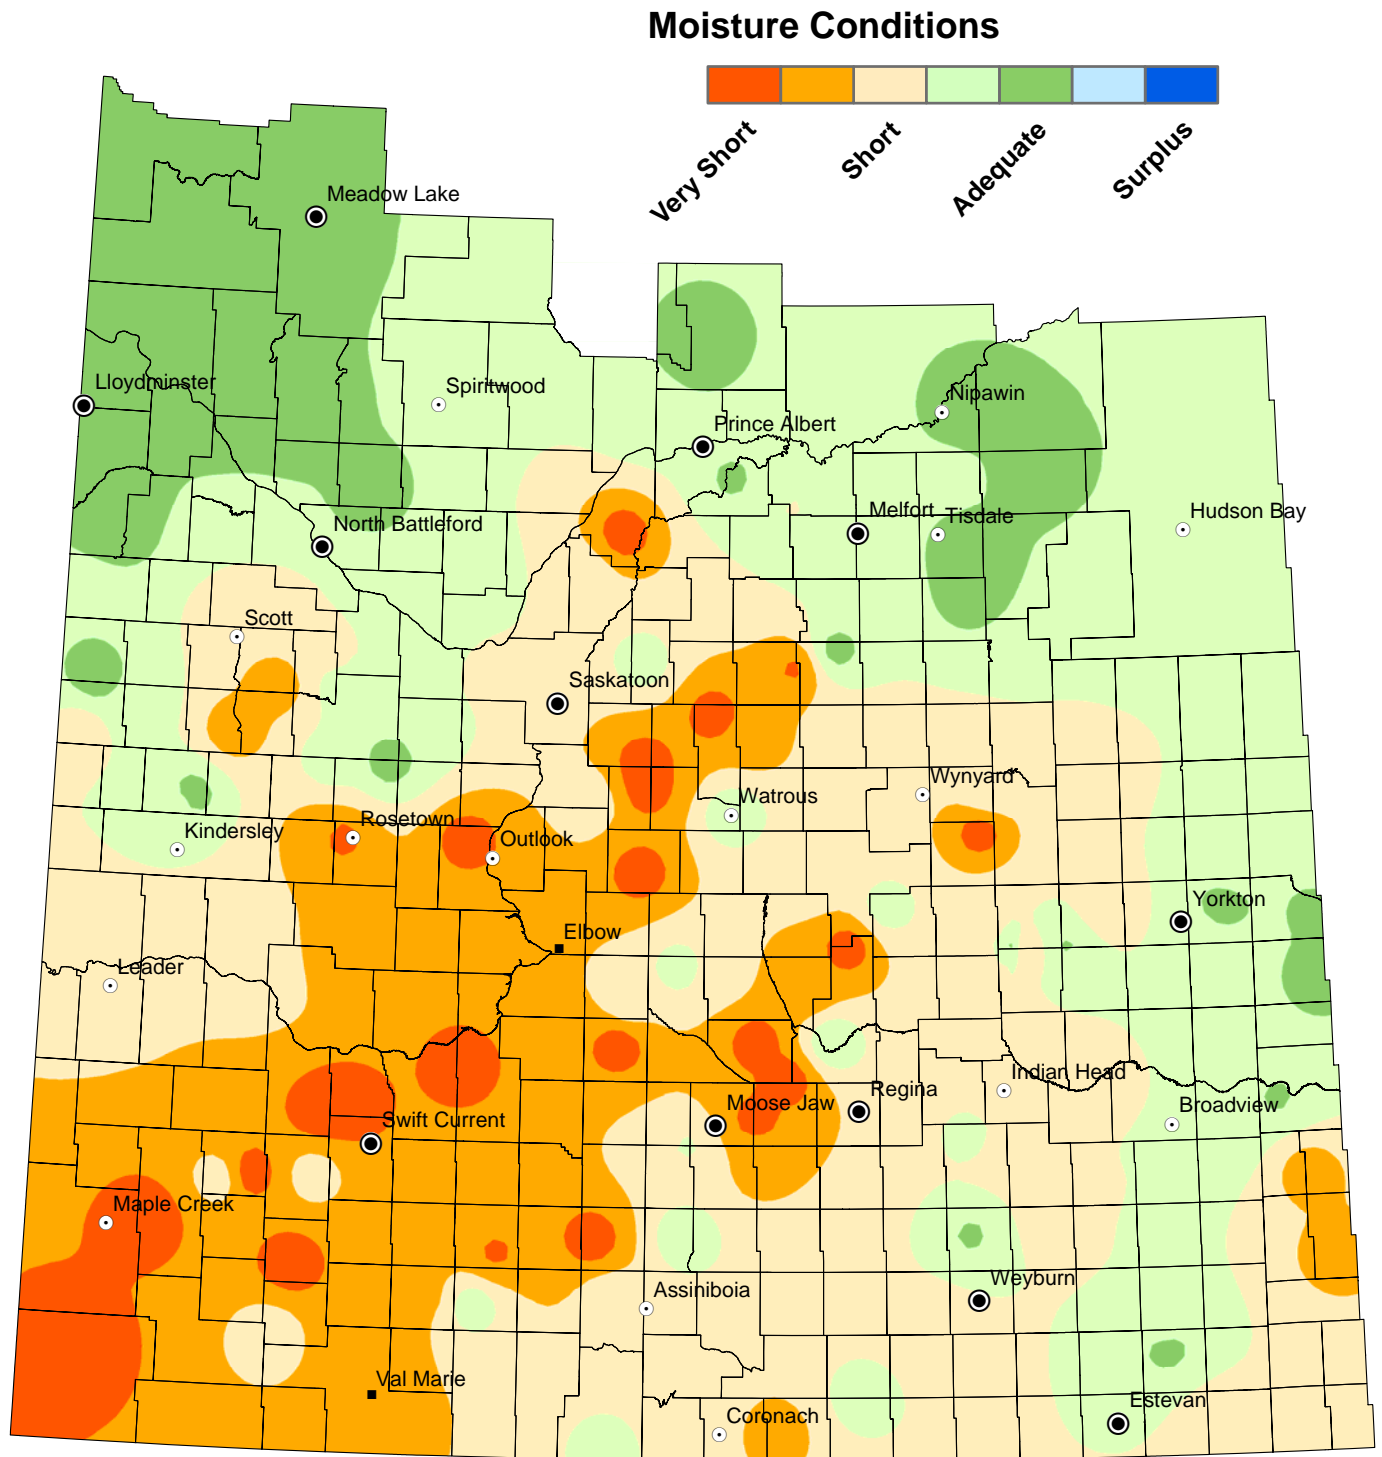 Moisture Conditions
Very Short
Short
Adequate
Surplus
Meadow Lake
Lloydminster
Spiritwood
Nipawin
Prince Albert
North Battleford
Melfort
Tisdale
Hudson Bay
Scott
Saskatoon
Wynyard
Watrous
Kindersley
Rosetown
Outlook
Yorkton
Elbow
Leader
Indian Head
Regina
Moose Jaw
Broadview
Swift Current
Maple Creek
Weyburn
Assiniboia
Val Marie
Estevan
Coronach